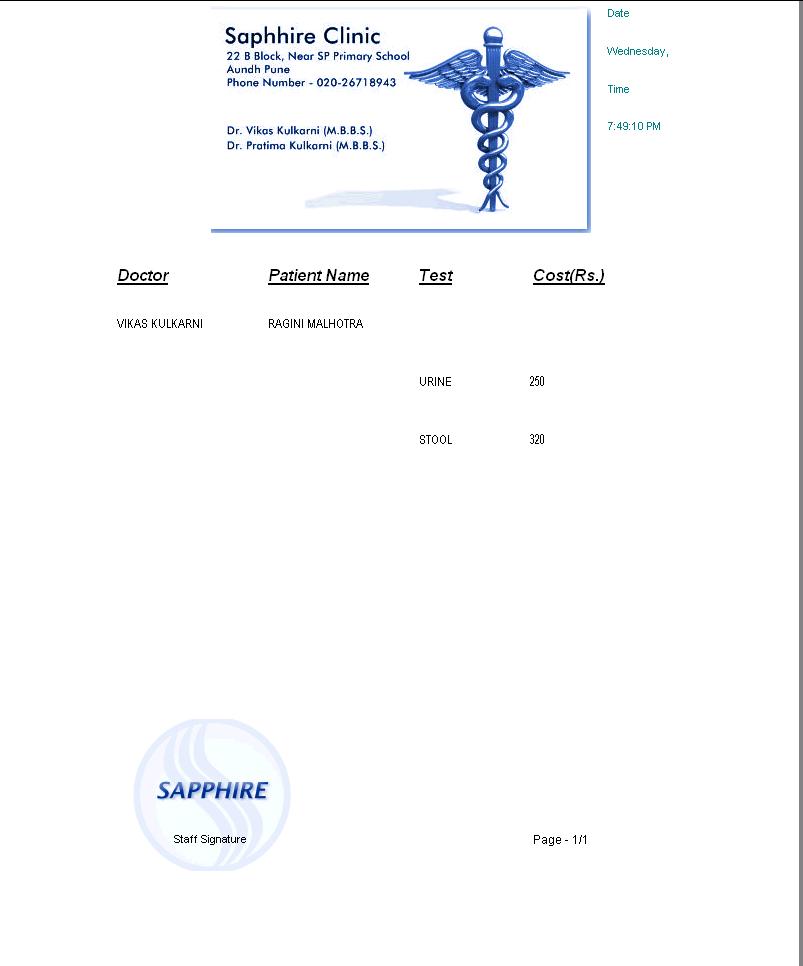 Saphhire Clinic
22 B Block, Near SP Primary School
Aundh Pune
Phone Number - 020-26718943
Dr. Vikas Kulkarni (M.B.B.S.)
Dr. Pratima Kulkarni (M.B.B.S.)
Date
Wednesday,
Time
7:49:10 PM
Doctor Patient Name Test Cost(Rs.)
VIKAS KULKARNI RAGINI MALHOTRA
URINE 250
STOOL 320
SAPPHIRE
Staff Signature Page - 1/1